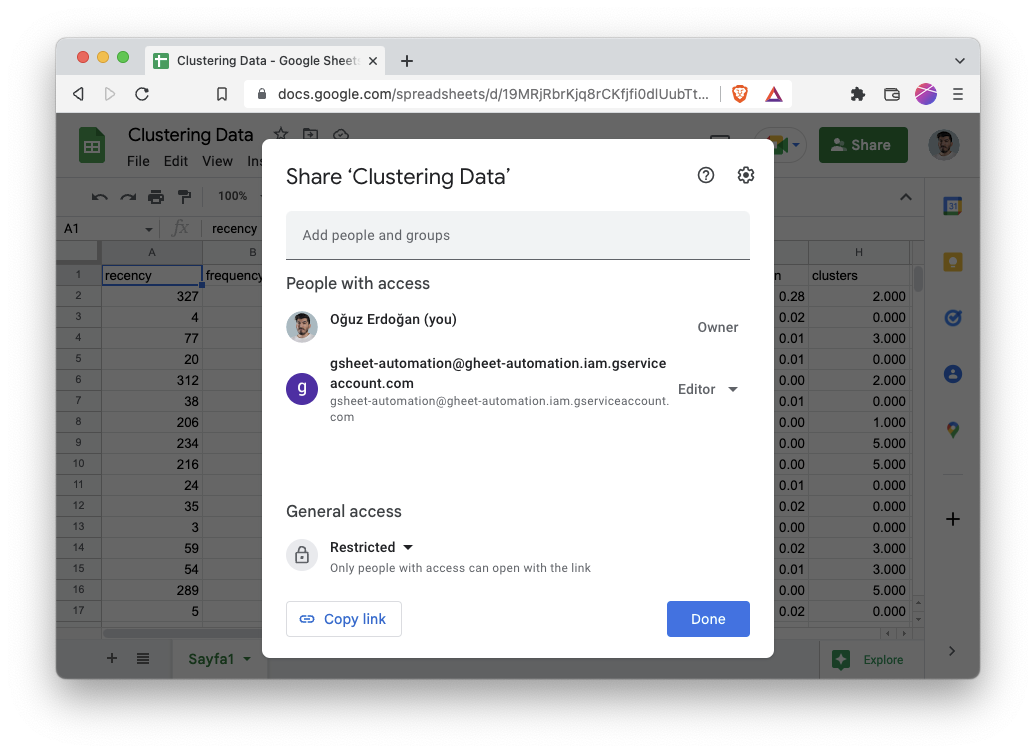 Clustering Data - Google Sheets
docs.google.com/spreadsheets/d/19MRjRbrKjq8rCKfjfi0dlUubTt...
Clustering Data
File Edit View Ins
Share
100%
A1
fx
recency
A B H
1 recency frequency n clusters
2 327 0.28 2.000
3 4 0.02 0.000
4 77 0.01 3.000
5 20 0.01 0.000
6 312 0.00 2.000
7 38 0.01 0.000
8 206 0.00 1.000
9 234 0.00 5.000
10 216 0.00 5.000
11 24 0.01 0.000
12 35 0.02 0.000
13 3 0.00 0.000
14 59 0.02 3.000
15 54 0.01 3.000
16 289 0.00 5.000
17 5 0.02 0.000
Share ‘Clustering Data’
Add people and groups
People with access
Oğuz Erdoğan (you)
Owner
g
gsheet-automation@gheet-automation.iam.gservice
account.com
gsheet-automation@gheet-automation.iam.gserviceaccount.
com
Editor
General access
Restricted
Only people with access can open with the link
Copy link
Done
Sayfa1
Explore
31